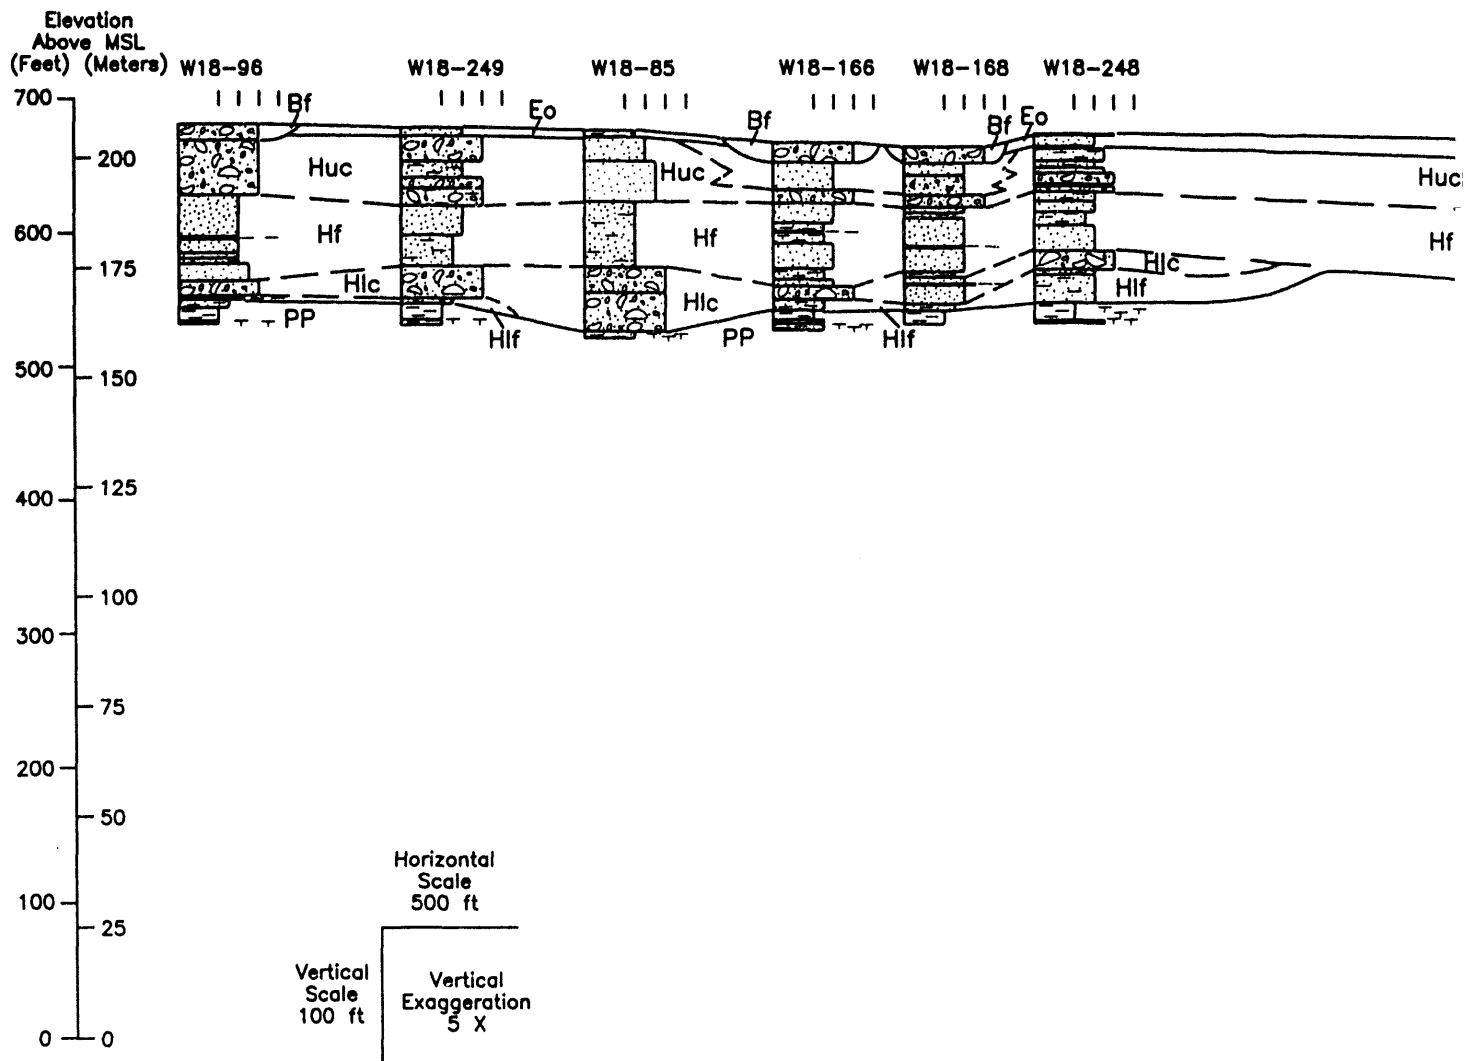 Elevation
Above MSL
(Feet) (Meters)
W18-96 W18-249 W18-85 W18-166 W18-168 W18-248
700
Bf Eo Bf Bf Eo
200
Huc Huc Huc
600
Hf Hf Hf
175
Hlc Hlc Hlc
Hlf
PP Hlf PP Hlf
500
150
125
400
100
300
75
200
50
Horizontal
Scale
500 ft
100
25
Vertical
Scale
100 ft
Vertical
Exaggeration
5 X
0 0